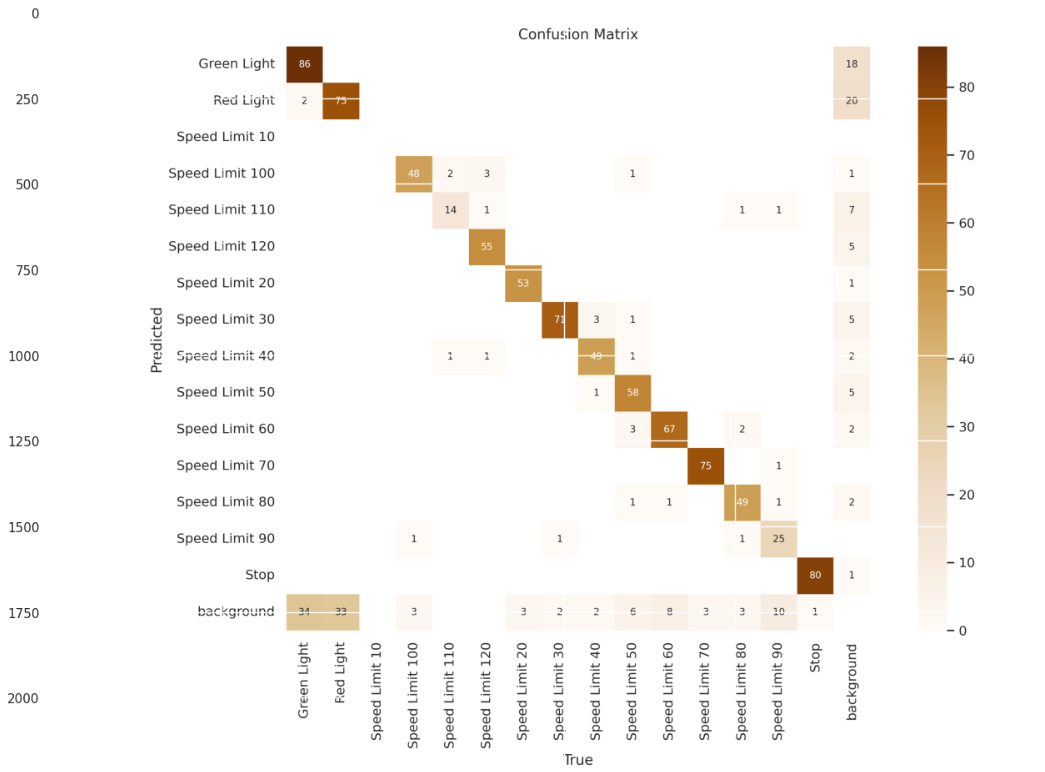 0
Confusion Matrix
Green Light 86 18
80
250 Red Light 2 75 20
Speed Limit 10
70
500 Speed Limit 100 48 2 3 1 1
Speed Limit 110 14 1 1 1 7
60
Speed Limit 120 55 5
750 Speed Limit 20 53 1
50
Predicted
Speed Limit 30 71 3 1 5
1000 Speed Limit 40 1 1 49 1 2
40
Speed Limit 50 1 58 5
30
1250 Speed Limit 60 3 67 2 2
Speed Limit 70 75 1
20
Speed Limit 80 1 1 49 1 2
1500 Speed Limit 90 1 1 1 25
10
Stop 80 1
1750 background 34 33 3 3 2 2 6 8 3 3 10 1
0
2000
Green Light
Red Light
Speed Limit 10
Speed Limit 100
Speed Limit 110
Speed Limit 120
Speed Limit 20
Speed Limit 30
Speed Limit 40
Speed Limit 50
Speed Limit 60
Speed Limit 70
Speed Limit 80
Speed Limit 90
Stop
background
True